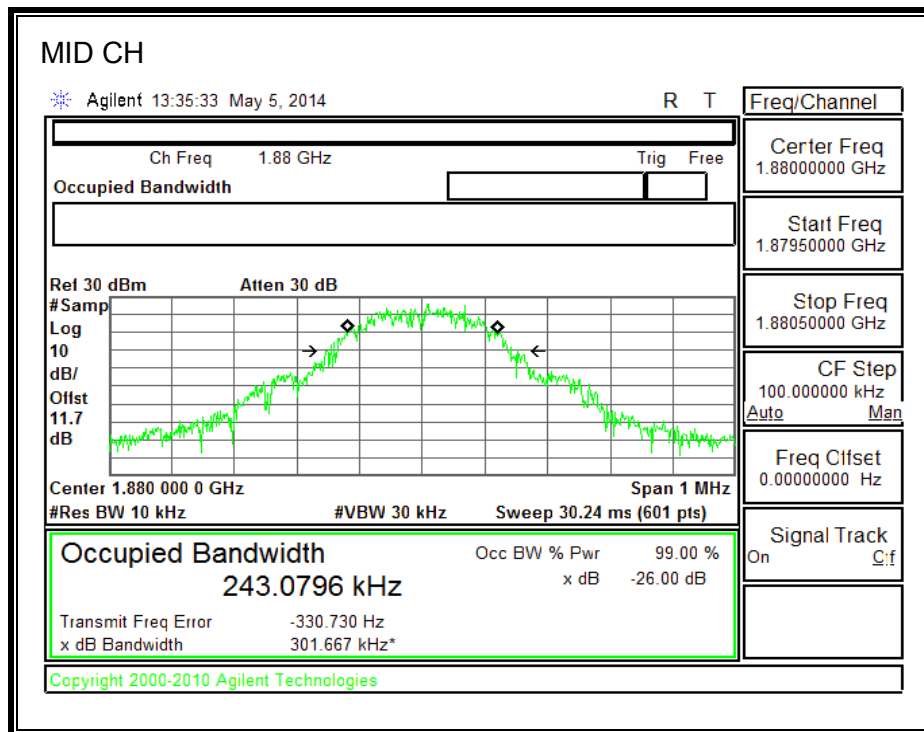 MID CH
Agilent 13:35:33 May 5, 2014 R T
Freq/Channel
Ch Freq 1.88 GHz Trig Free
Occupied Bandwidth
Center Freq
1.88000000 GHz
Start Freq
1.87950000 GHz
Stop Freq
1.88050000 GHz
CF Step
100.000000 kHz
Auto Man
Freq Offset
0.00000000 Hz
Signal Track
On Off
Ref 30 dBm Atten 30 dB
#Samp
Log
10
dB/
Offst
11.7
dB
Center 1.880 000 0 GHz Span 1 MHz
#Res BW 10 kHz #VBW 30 kHz Sweep 30.24 ms (601 pts)
Occupied Bandwidth
243.0796 kHz
Occ BW % Pwr 99.00 %
x dB -26.00 dB
Transmit Freq Error -330.730 Hz
x dB Bandwidth 301.667 kHz*
Copyright 2000-2010 Agilent Technologies